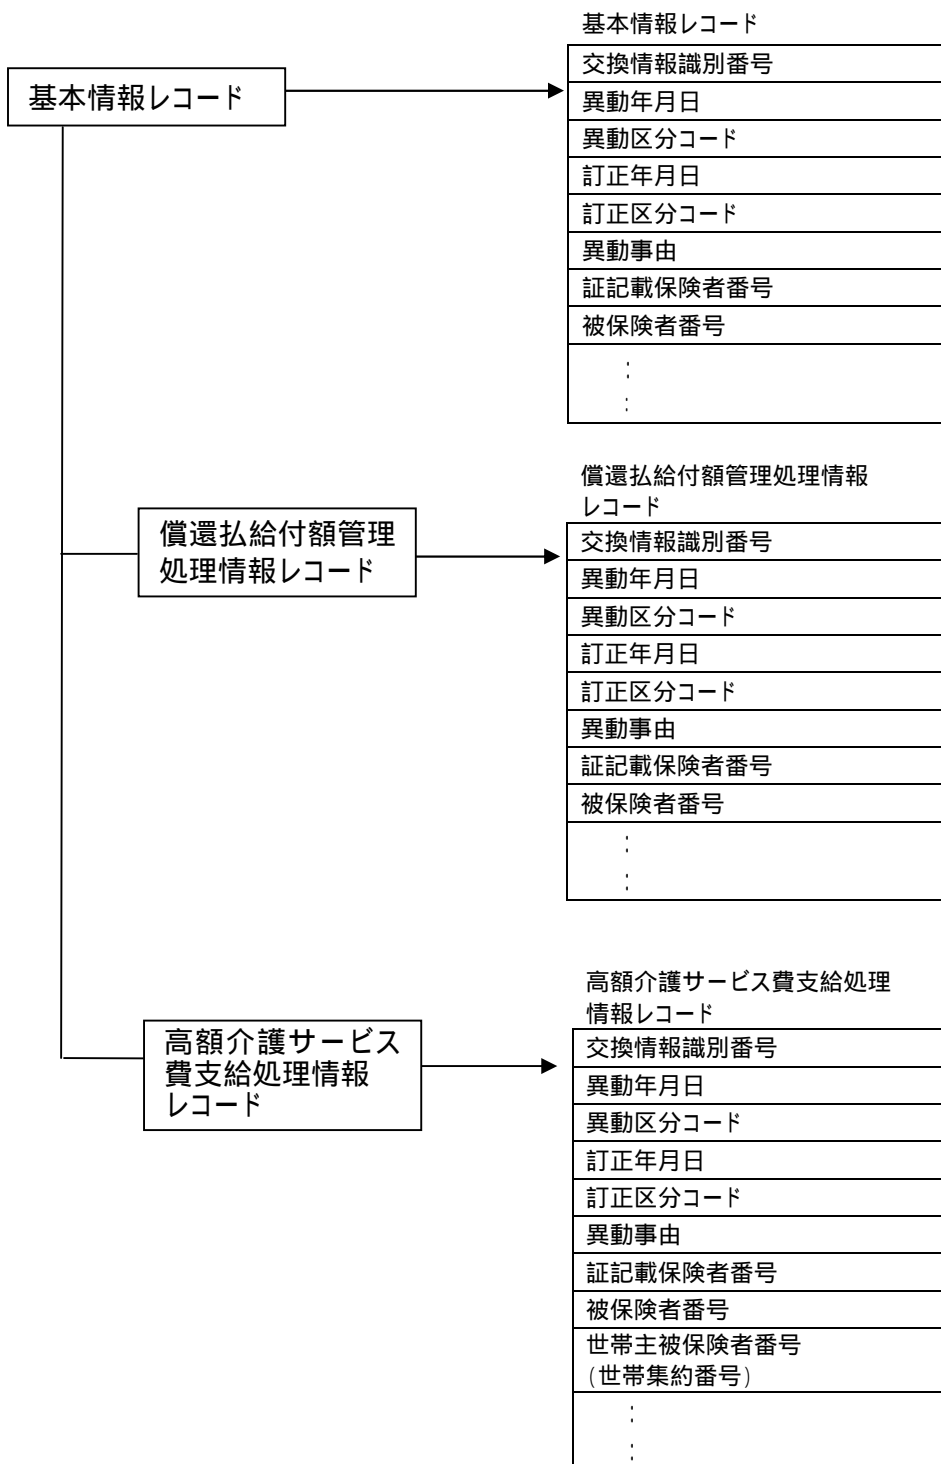 基本情報レコード
基本情報レコード
交換情報識別番号
異動年月日
異動区分コード
訂正年月日
訂正区分コード
異動事由
証記載保険者番号
被保険者番号
:
:
償還払給付額管理
処理情報レコード
償還払給付額管理処理情報
レコード
交換情報識別番号
異動年月日
異動区分コード
訂正年月日
訂正区分コード
異動事由
証記載保険者番号
被保険者番号
:
:
高額介護サービス
費支給処理情報
レコード
高額介護サービス費支給処理
情報レコード
交換情報識別番号
異動年月日
異動区分コード
訂正年月日
訂正区分コード
異動事由
証記載保険者番号
被保険者番号
世帯主被保険者番号
(世帯集約番号)
:
: